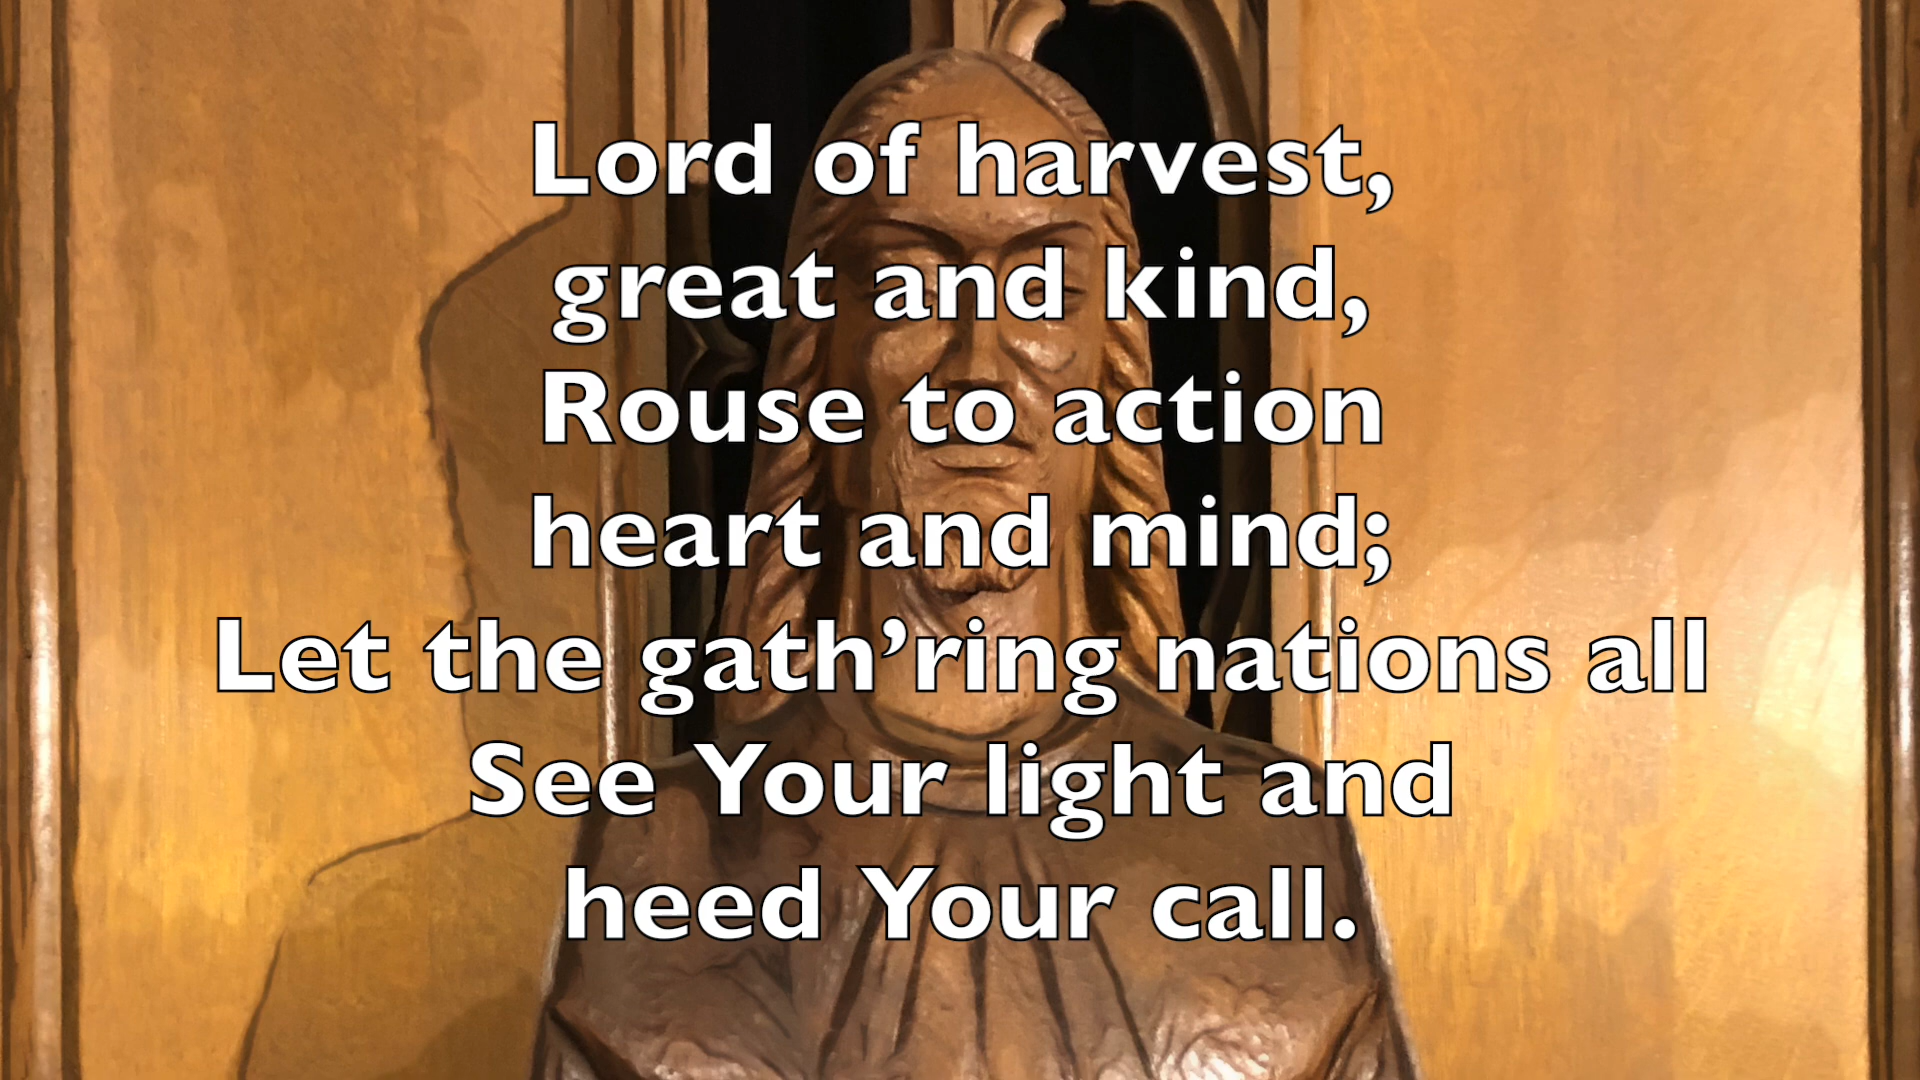 Lord of harvest,
great and kind,
Rouse to action
heart and mind;
Let the gath’ring nations all
See Your light and
heed Your call.